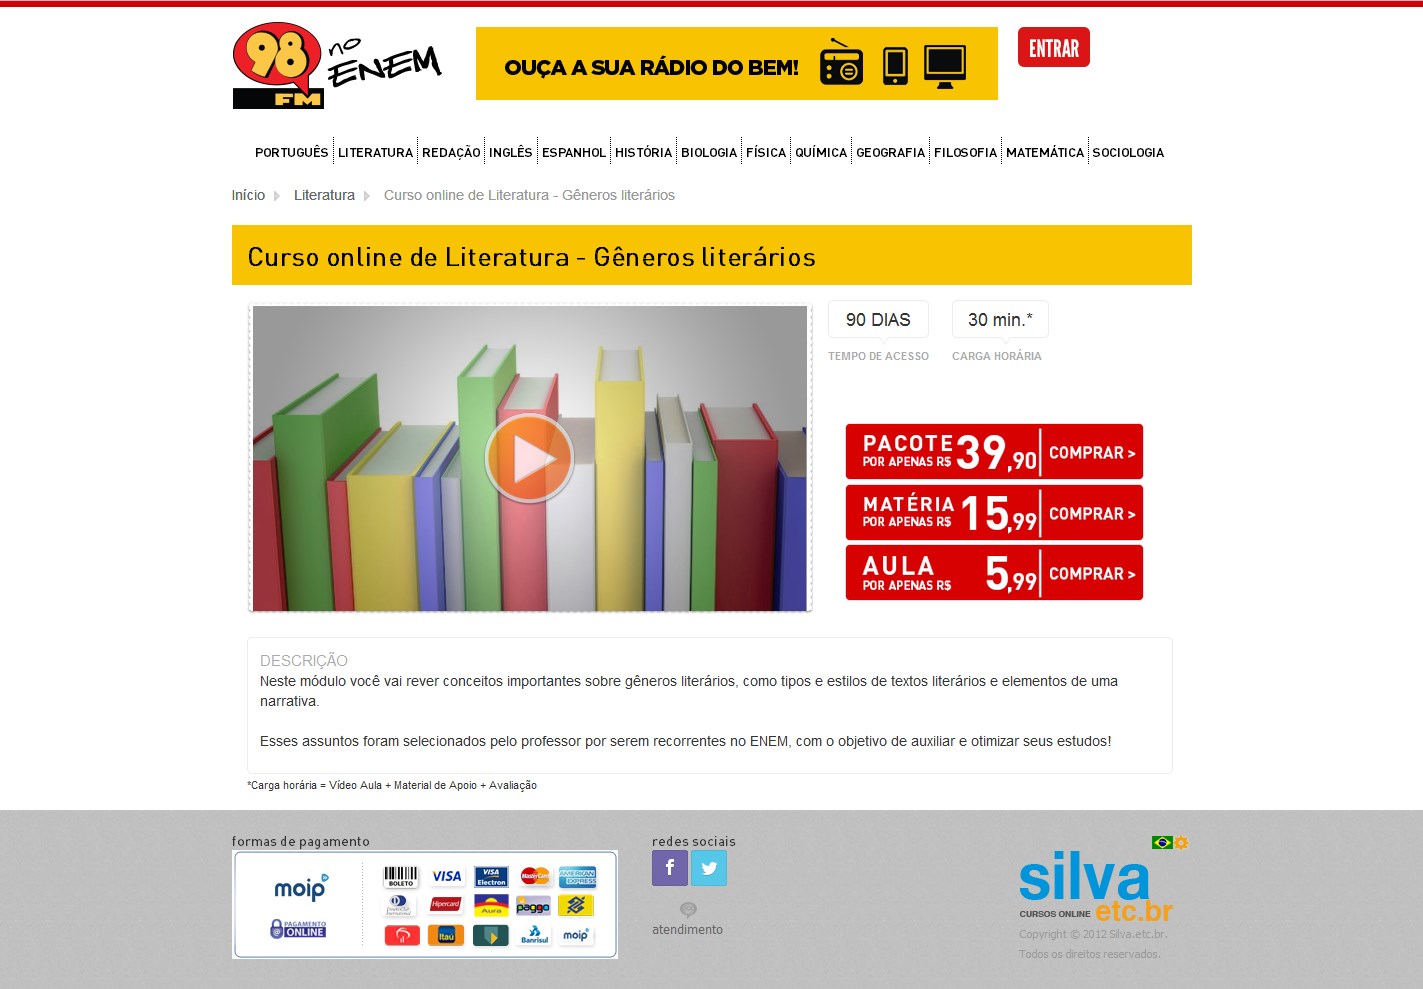 98 FM no ENEM
OUÇA A SUA RÁDIO DO BEM!
ENTRAR
PORTUGUÊS LITERATURA REDAÇÃO INGLÊS ESPANHOL HISTÓRIA BIOLOGIA FÍSICA QUÍMICA GEOGRAFIA FILOSOFIA MATEMÁTICA SOCIOLOGIA
Início Literatura Curso online de Literatura - Gêneros literários
Curso online de Literatura - Gêneros literários
90 DIAS 30 min.*
TEMPO DE ACESSO CARGA HORÁRIA
PACOTE POR APENAS R$ 39,90 COMPRAR >
MATÉRIA POR APENAS R$ 15,99 COMPRAR >
AULA POR APENAS R$ 5,99 COMPRAR >
DESCRIÇÃO
Neste módulo você vai rever conceitos importantes sobre gêneros literários, como tipos e estilos de textos literários e elementos de uma
narrativa.
Esses assuntos foram selecionados pelo professor por serem recorrentes no ENEM, com o objetivo de auxiliar e otimizar seus estudos!
*Carga horária = Vídeo Aula + Material de Apoio + Avaliação
formas de pagamento
moip
PAGAMENTO ONLINE
BOLETO VISA VISA Electron MasterCard AMERICAN EXPRESS
Diners Club International Hipercard Aura paggo
Itaú Banrisul moip
redes sociais
f
atendimento
silva
CURSOS ONLINE etc.br
Copyright © 2012 Silva.etc.br.
Todos os direitos reservados.